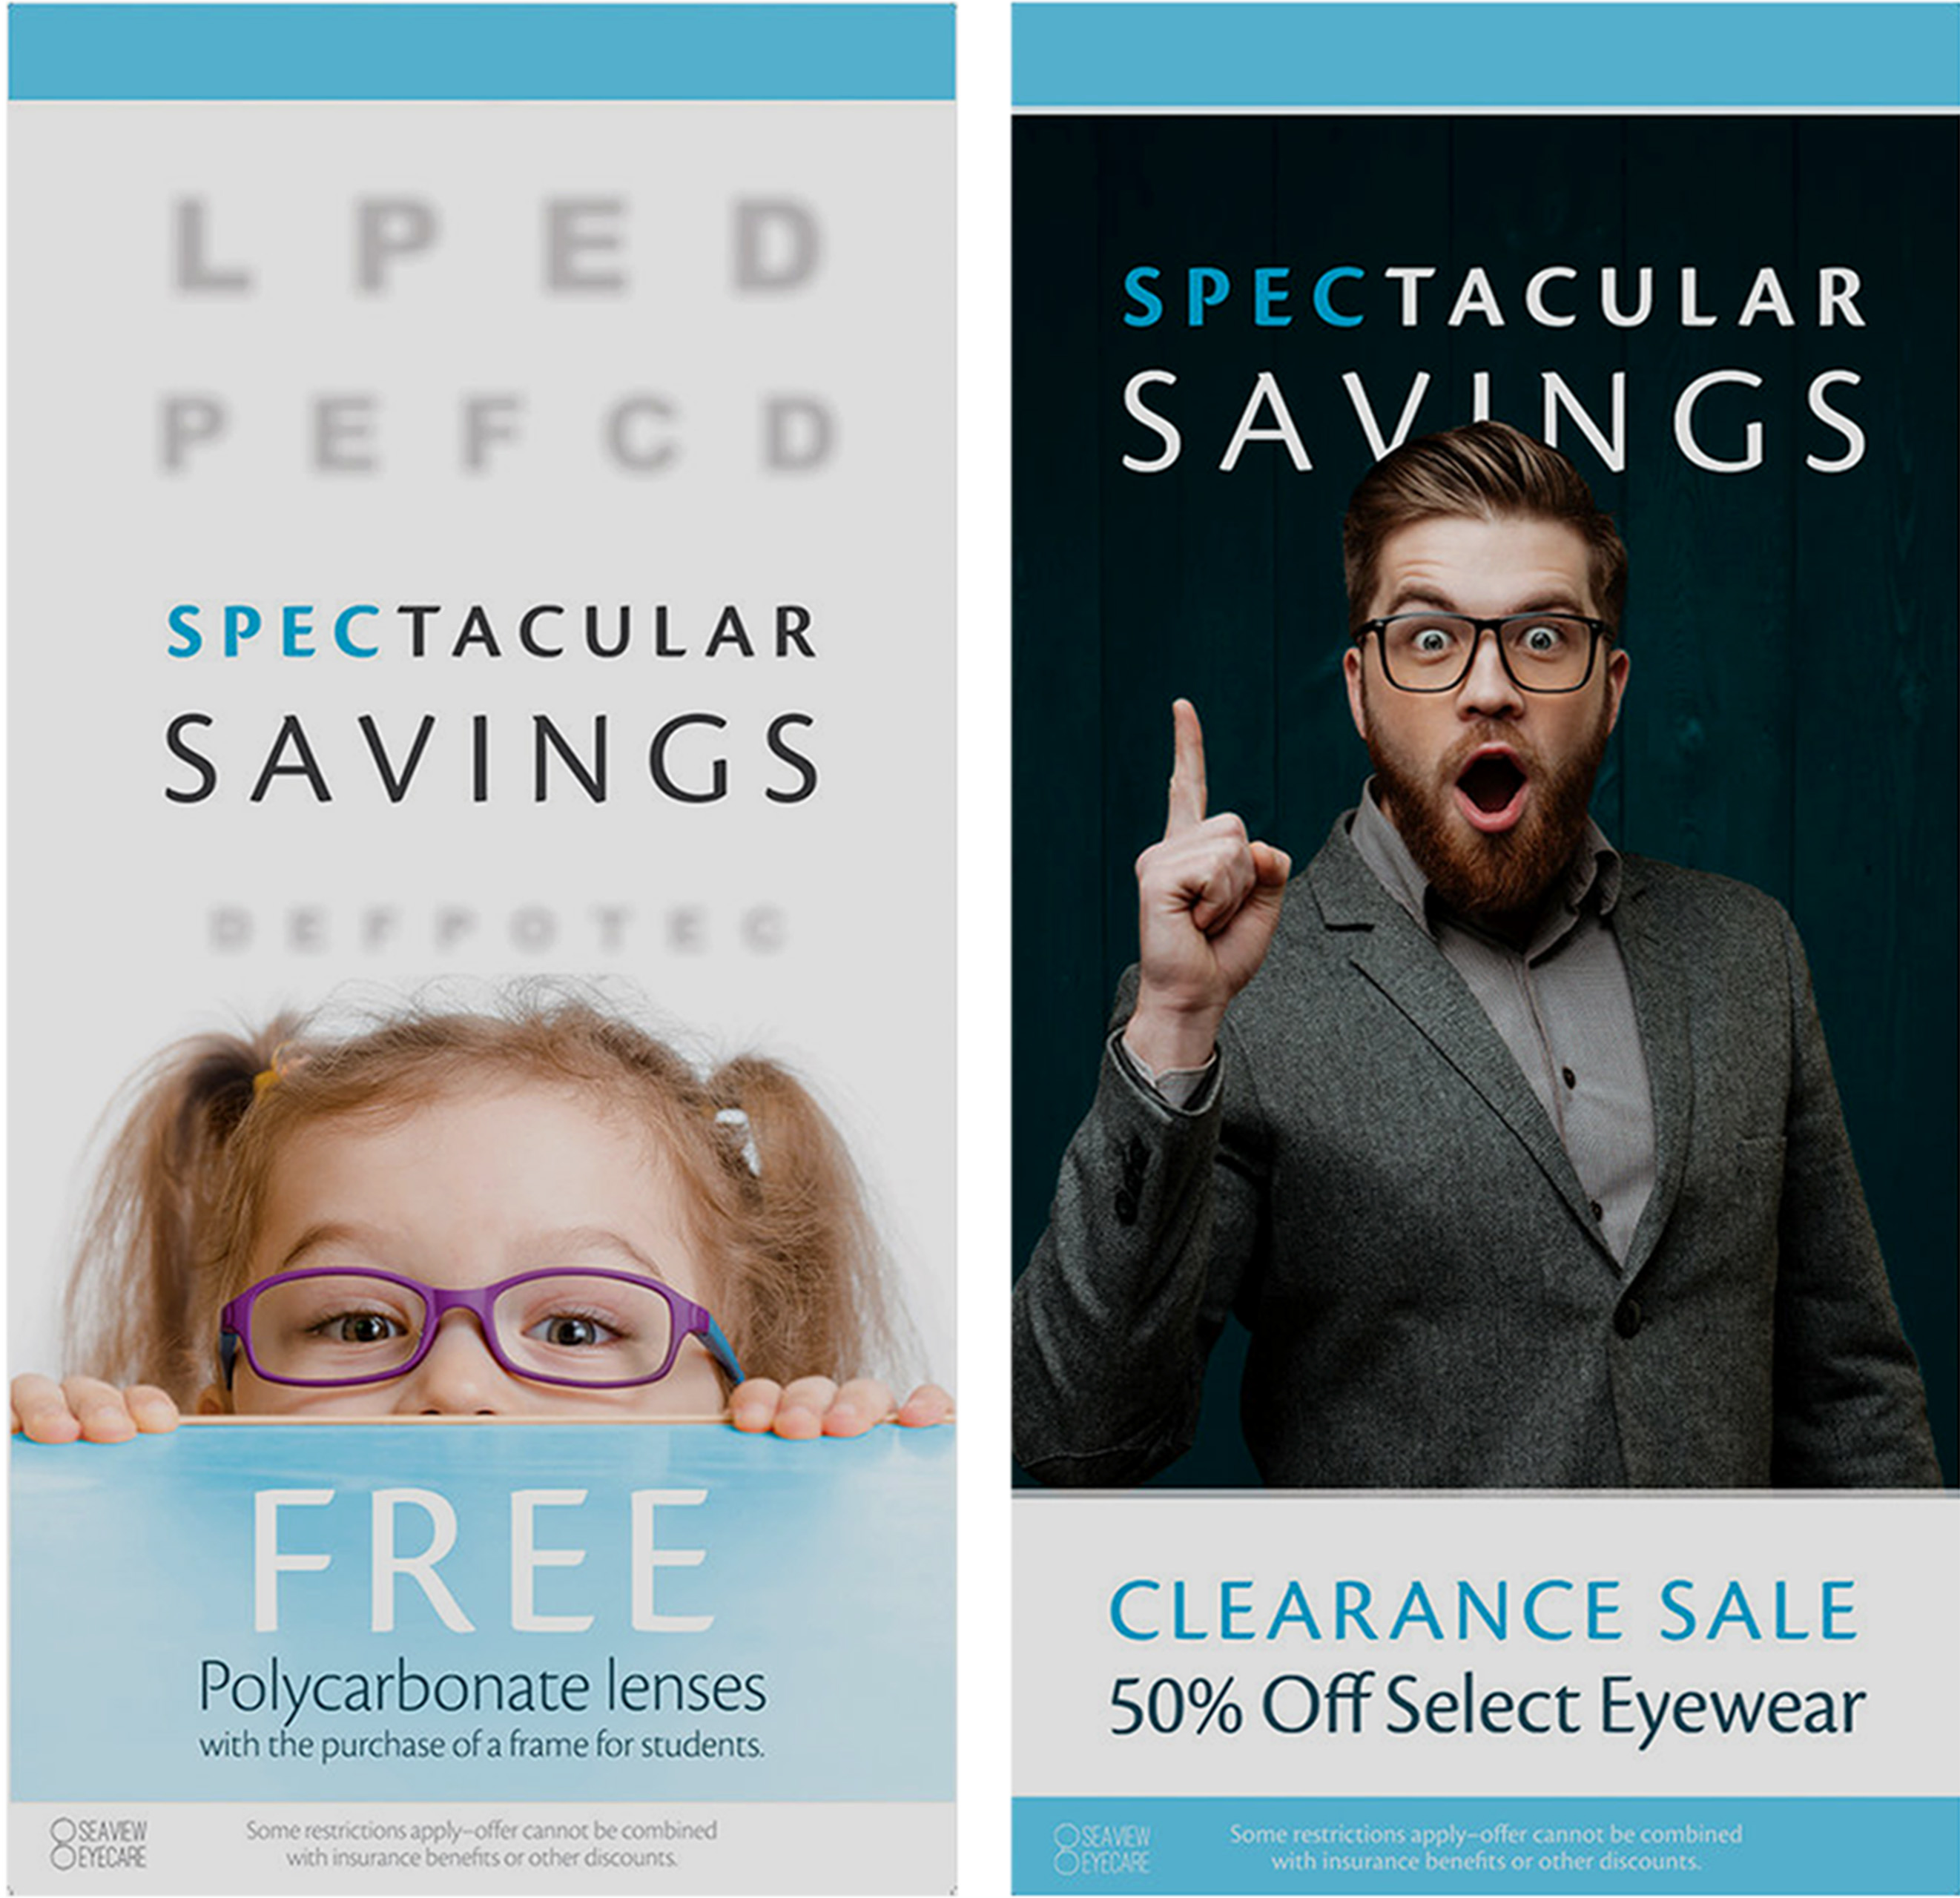 L P E D
P E F C D
SPECTACULAR
SAVINGS
D E F P O T E C
FREE
Polycarbonate lenses
with the purchase of a frame for students.
SEAVIEW
EYECARE
Some restrictions apply–offer cannot be combined
with insurance benefits or other discounts.
SPECTACULAR
SAVINGS
CLEARANCE SALE
50% Off Select Eyewear
SEAVIEW
EYECARE
Some restrictions apply–offer cannot be combined
with insurance benefits or other discounts.